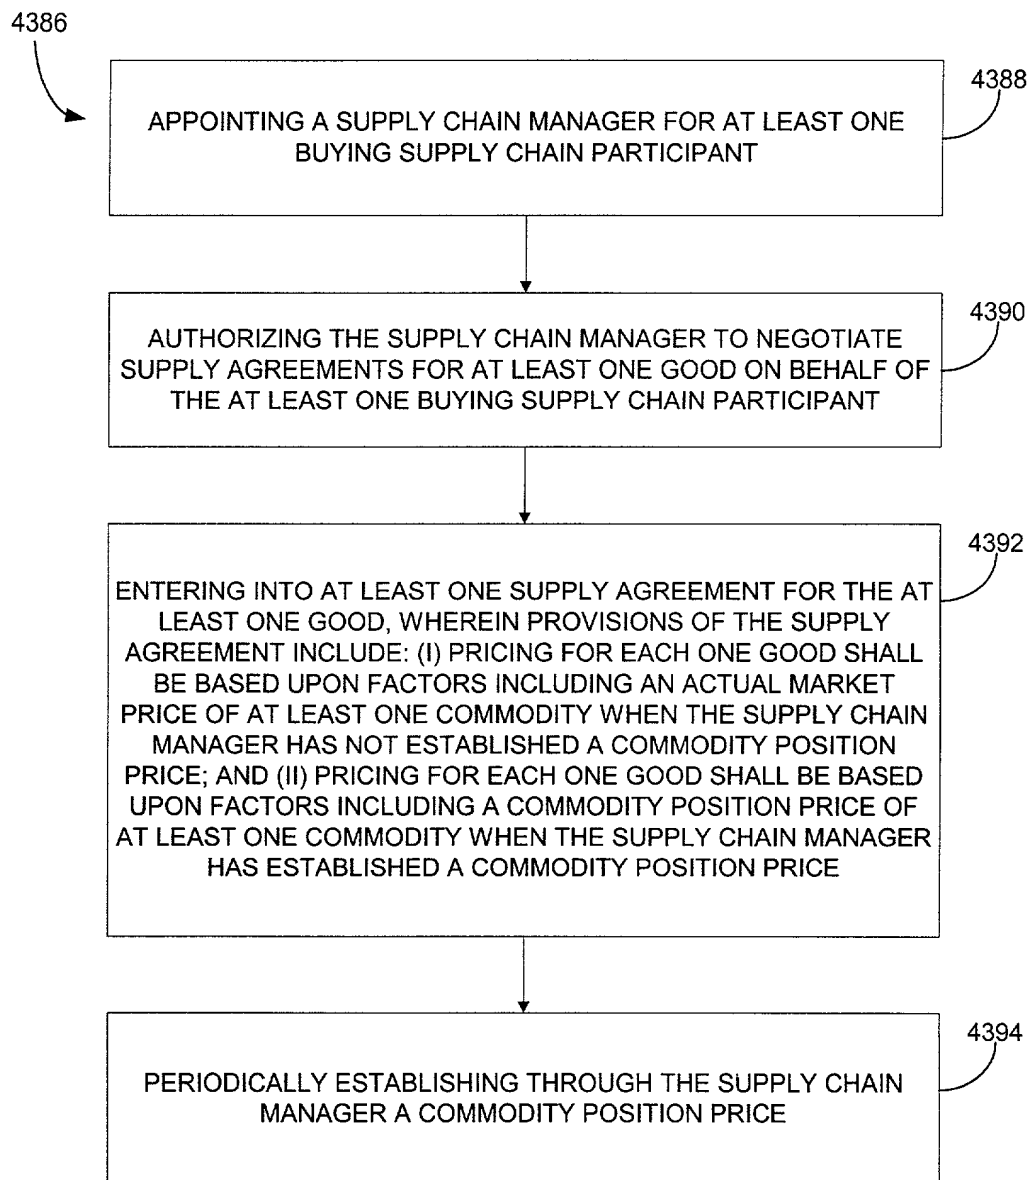 4386
4388
APPOINTING A SUPPLY CHAIN MANAGER FOR AT LEAST ONE
BUYING SUPPLY CHAIN PARTICIPANT
4390
AUTHORIZING THE SUPPLY CHAIN MANAGER TO NEGOTIATE
SUPPLY AGREEMENTS FOR AT LEAST ONE GOOD ON BEHALF OF
THE AT LEAST ONE BUYING SUPPLY CHAIN PARTICIPANT
4392
ENTERING INTO AT LEAST ONE SUPPLY AGREEMENT FOR THE AT
LEAST ONE GOOD, WHEREIN PROVISIONS OF THE SUPPLY
AGREEMENT INCLUDE: (I) PRICING FOR EACH ONE GOOD SHALL
BE BASED UPON FACTORS INCLUDING AN ACTUAL MARKET
PRICE OF AT LEAST ONE COMMODITY WHEN THE SUPPLY CHAIN
MANAGER HAS NOT ESTABLISHED A COMMODITY POSITION
PRICE; AND (II) PRICING FOR EACH ONE GOOD SHALL BE BASED
UPON FACTORS INCLUDING A COMMODITY POSITION PRICE OF
AT LEAST ONE COMMODITY WHEN THE SUPPLY CHAIN MANAGER
HAS ESTABLISHED A COMMODITY POSITION PRICE
4394
PERIODICALLY ESTABLISHING THROUGH THE SUPPLY CHAIN
MANAGER A COMMODITY POSITION PRICE